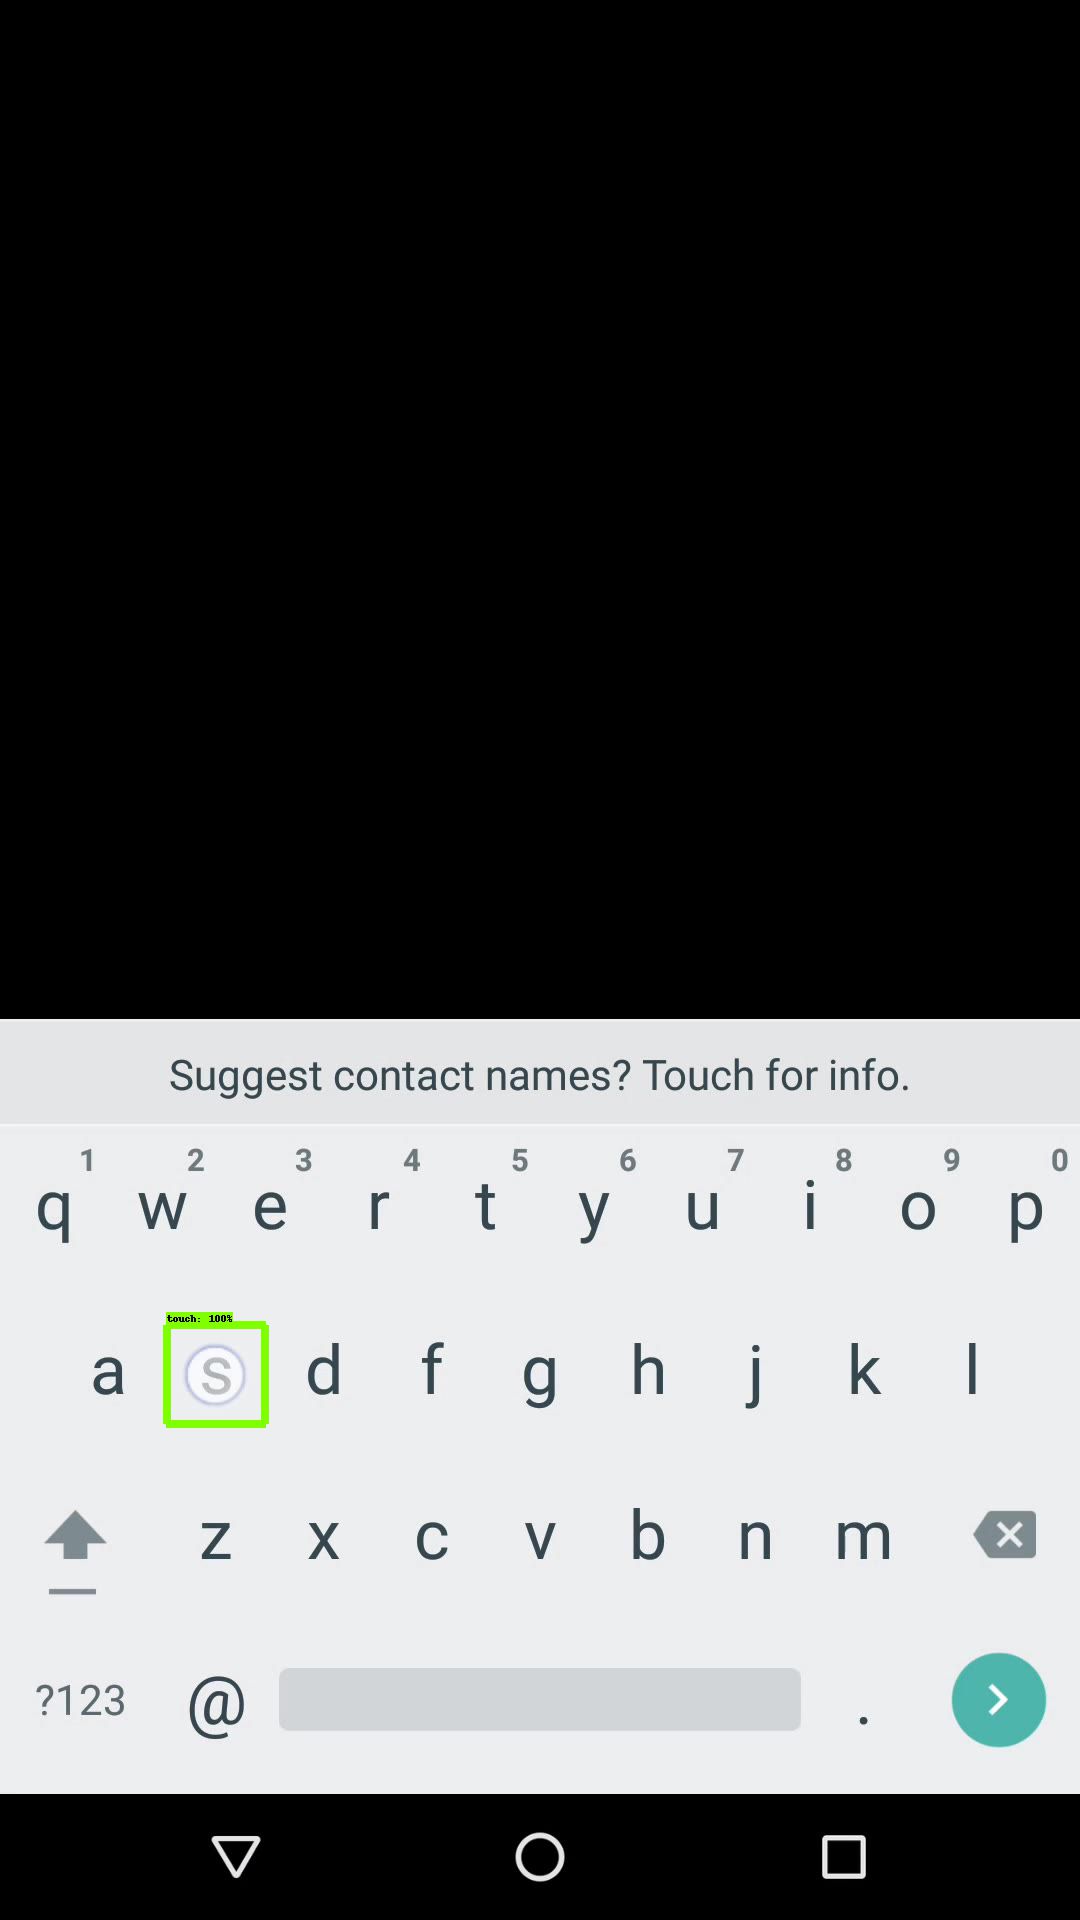 Suggest contact names? Touch for info.
1 2 3 4 5 6 7 8 9 0
q w e r t y u i o p
touch: 100%
a s d f g h j k l
z x c v b n m
?123 @ .